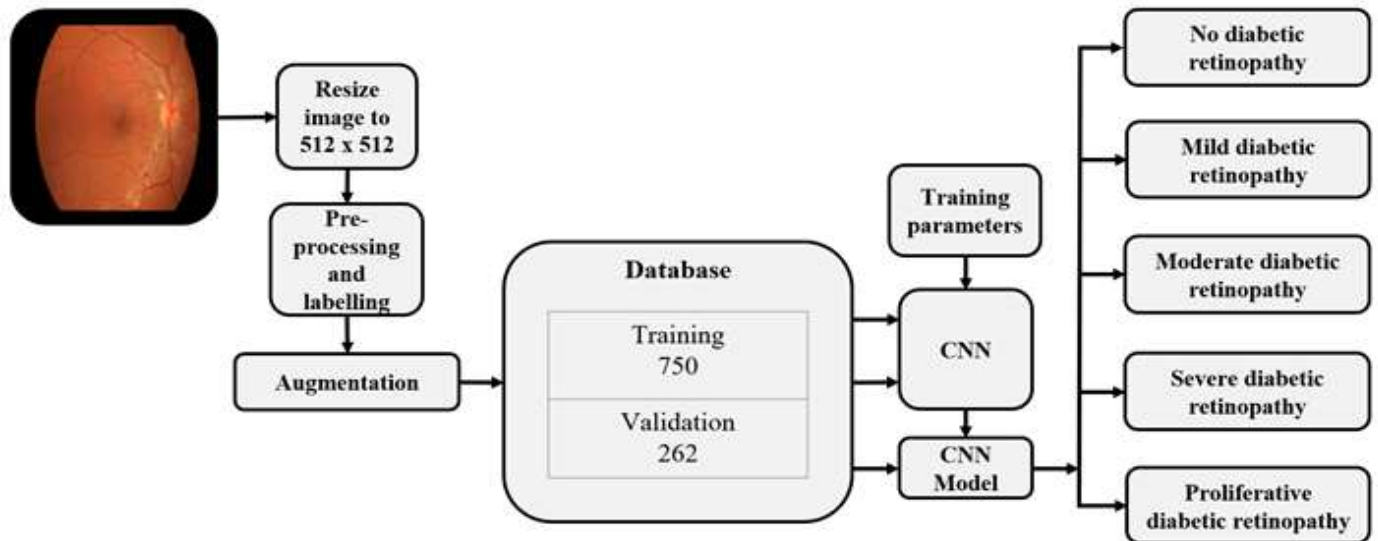 Resize
image to
512 x 512
Pre-
processing
and
labelling
Augmentation
Database
Training
750
Validation
262
Training
parameters
CNN
CNN
Model
No diabetic
retinopathy
Mild diabetic
retinopathy
Moderate diabetic
retinopathy
Severe diabetic
retinopathy
Proliferative
diabetic retinopathy